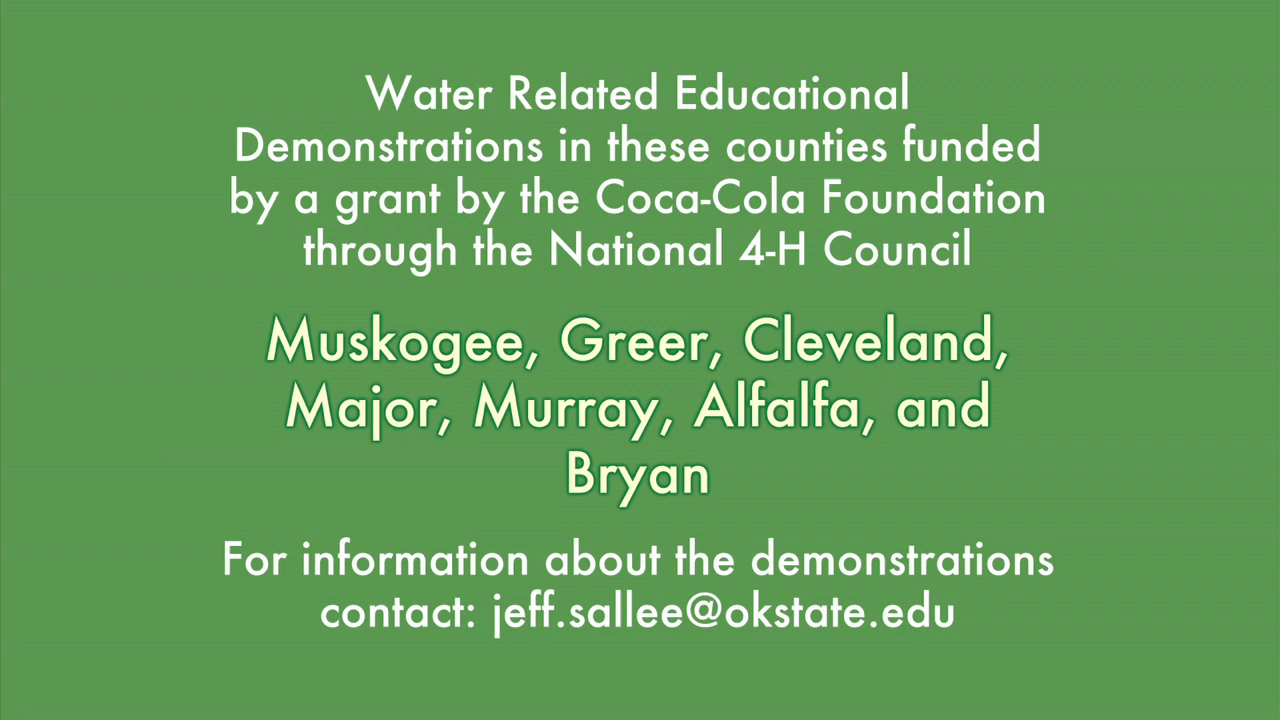 Water Related Educational
Demonstrations in these counties funded
by a grant by the Coca-Cola Foundation
through the National 4-H Council
Muskogee, Greer, Cleveland,
Major, Murray, Alfalfa, and
Bryan
For information about the demonstrations
contact: jeff.sallee@okstate.edu